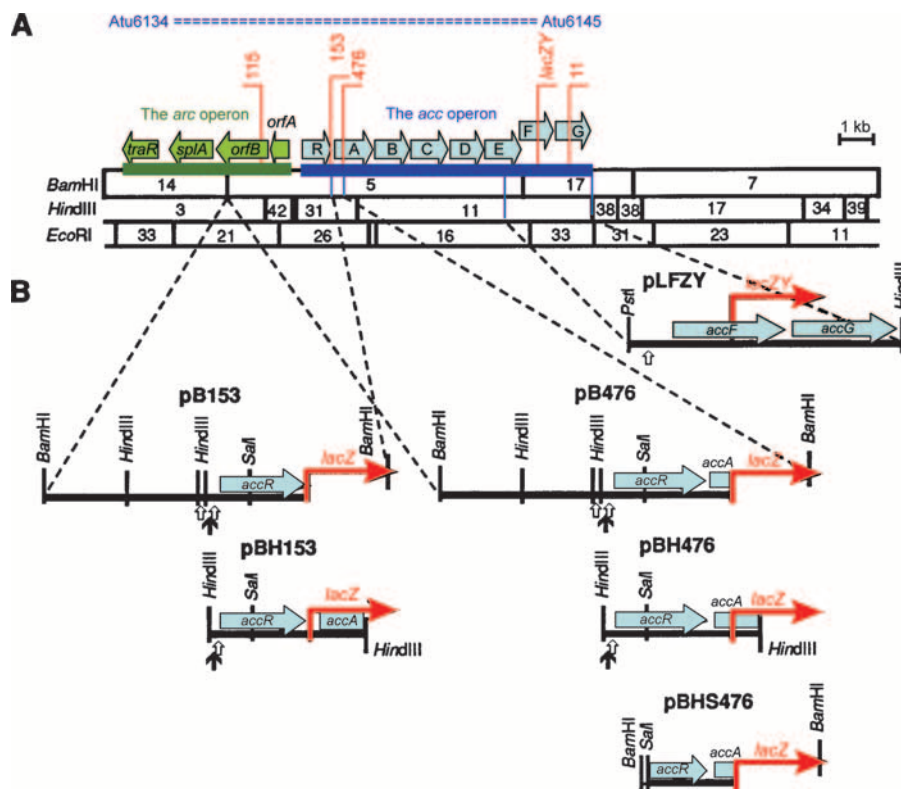 A
Atu6134 ==================================== Atu6145
115
153
476
lacZY
11
The arc operon
orfA
The acc operon
1 kb
traR splA orfB R A B C D E F G
BamHI 14 5 17 7
HindIII 3 42 31 11 38 38 17 34 39
EcoRI 33 21 26 16 33 31 23 11
B
pLFZY
PstI lacZY HindIII
accF accG
pB153
BamHI HindIII HindIII SalI lacZ BamHI
accR
pB476
BamHI HindIII HindIII SalI accA lacZ BamHI
accR
pBH153
HindIII SalI lacZ
accR accA
HindIII
pBH476
HindIII SalI accA lacZ
accR
HindIII
pBHS476
BamHI SalI accA lacZ BamHI
accR